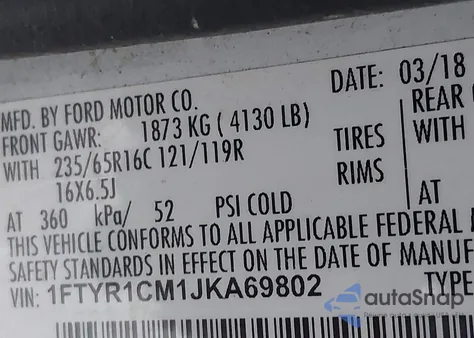 DATE: 03/18
MFD. BY FORD MOTOR CO.
FRONT GAWR: 1873 KG ( 4130 LB)
REAR
WITH 235/65R16C 121/119R TIRES WITH
16X6.5J RIMS
AT 360 kPa/ 52 PSI COLD AT
THIS VEHICLE CONFORMS TO ALL APPLICABLE FEDERAL
SAFETY STANDARDS IN EFFECT ON THE DATE OF MANUF
VIN: 1FTYR1CM1JKA69802 TYPE
autoSnap